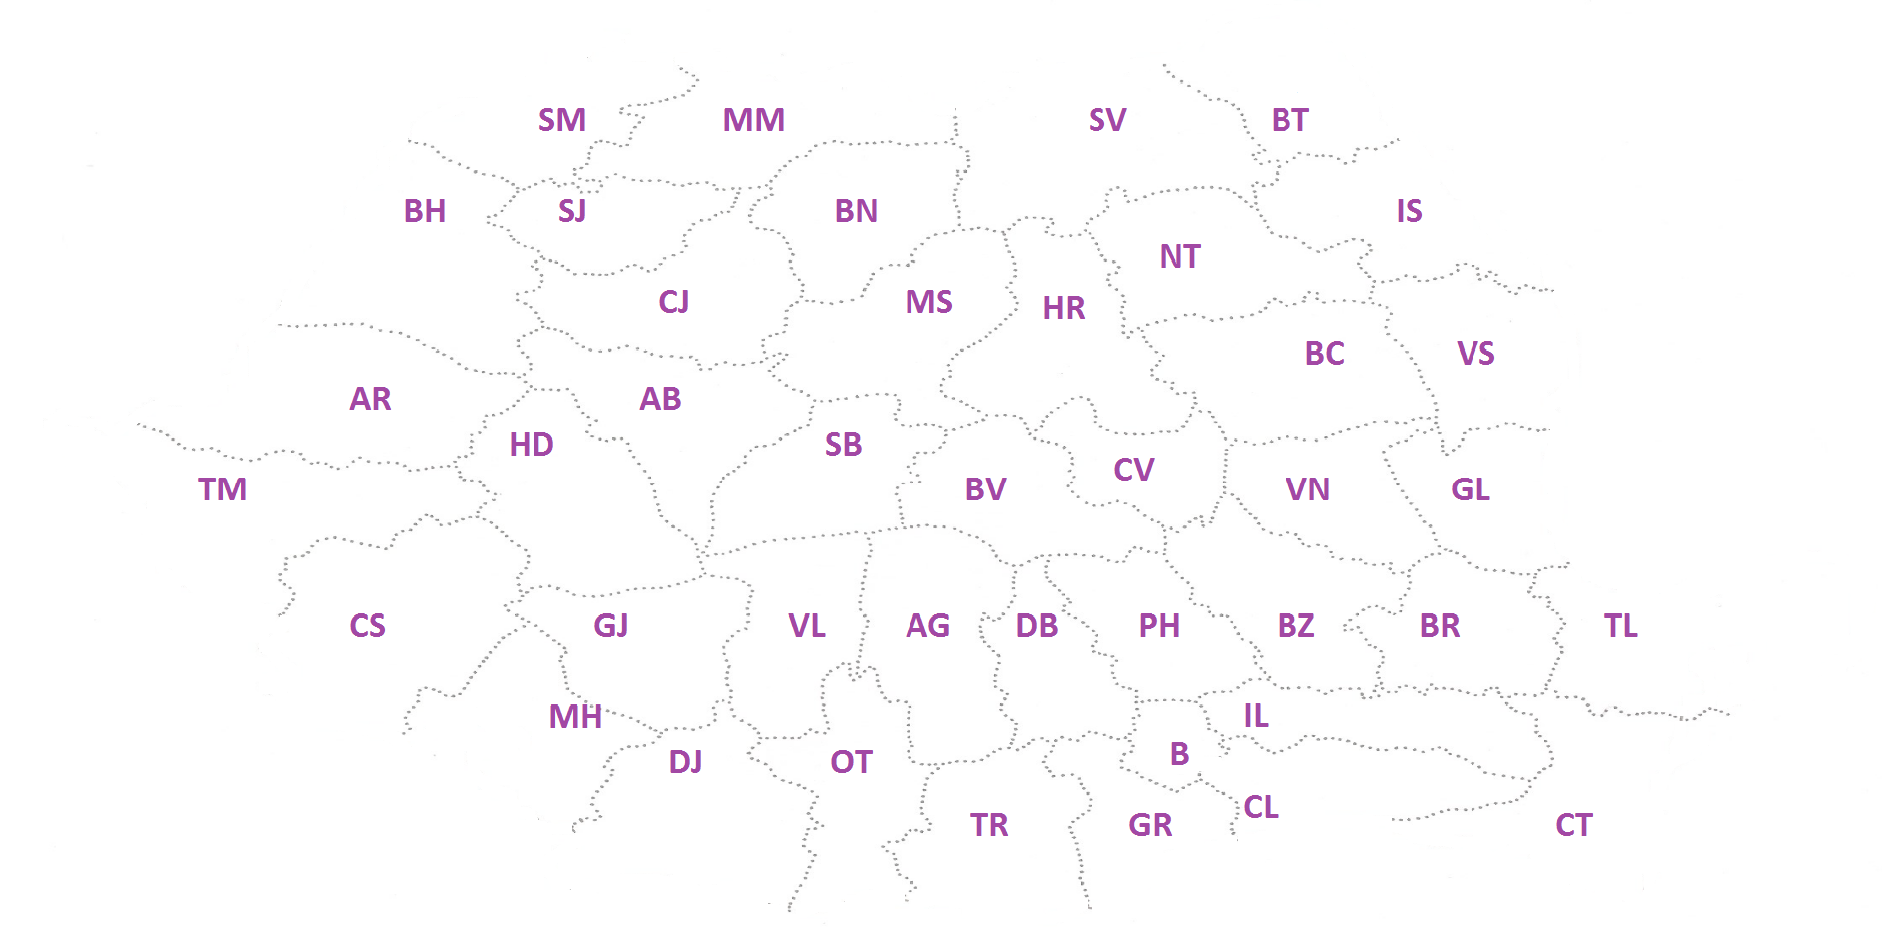 SM MM SV BT
BH SJ BN IS
NT
CJ MS HR
BC VS
AR AB
HD SB
CV
TM BV VN GL
CS GJ VL AG DB PH BZ BR TL
MH IL
B
DJ OT
CL
TR GR CT